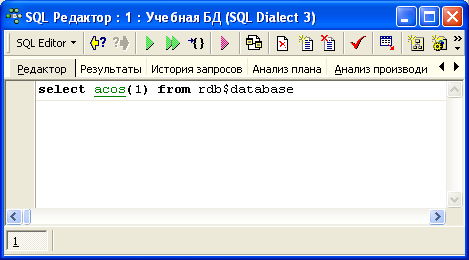 SQL Редактор : 1 : Учебная БД (SQL Dialect 3)
SQL Editor
Редактор Результаты История запросов Анализ плана Анализ производи
select acos(1) from rdb$database
1